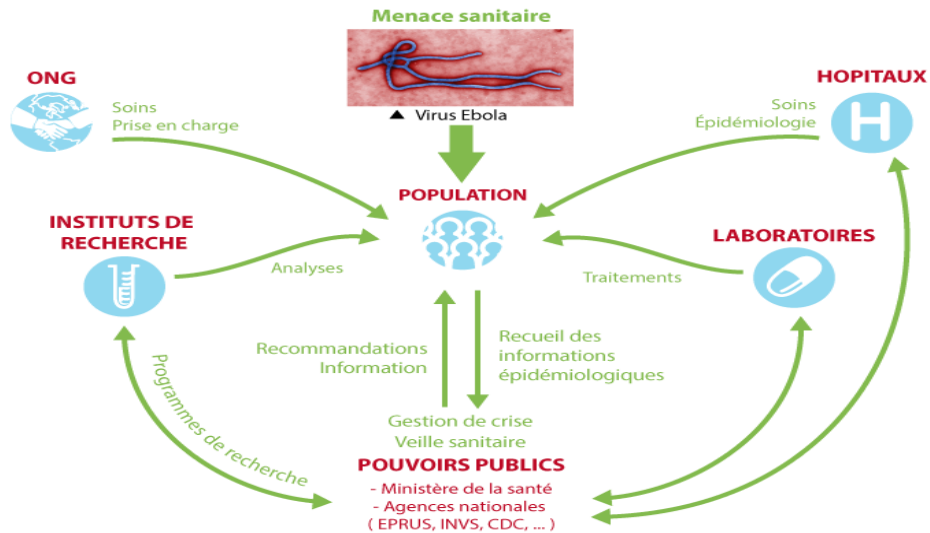 Menace sanitaire
▲ Virus Ebola
ONG
Soins
Prise en charge
HOPITAUX
H
Soins
Épidémiologie
POPULATION
INSTITUTS DE
RECHERCHE
Analyses
LABORATOIRES
Traitements
Recommandations
Information
Recueil des
informations
épidémiologiques
Programmes de recherche
Gestion de crise
Veille sanitaire
POUVOIRS PUBLICS
- Ministère de la santé
- Agences nationales
( EPRUS, INVS, CDC, ... )